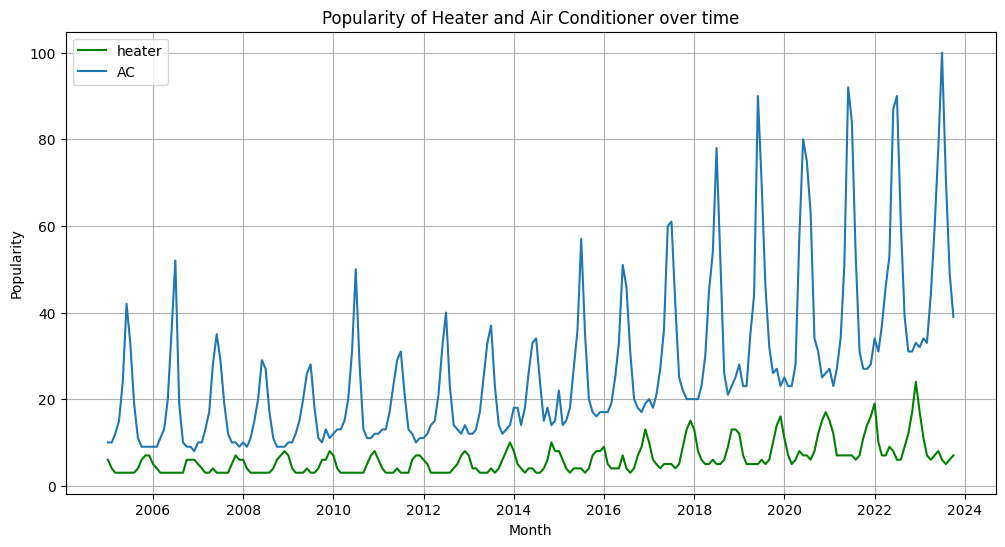 Popularity of Heater and Air Conditioner over time
heater
AC
100
80
60
40
20
0
Popularity
2006 2008 2010 2012 2014 2016 2018 2020 2022 2024
Month